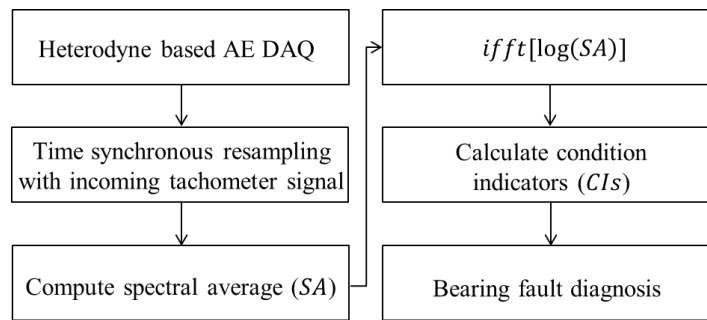 Heterodyne based AE DAQ
Time synchronous resampling
with incoming tachometer signal
Compute spectral average (SA)
ifft[log(SA)]
Calculate condition
indicators (CIs)
Bearing fault diagnosis